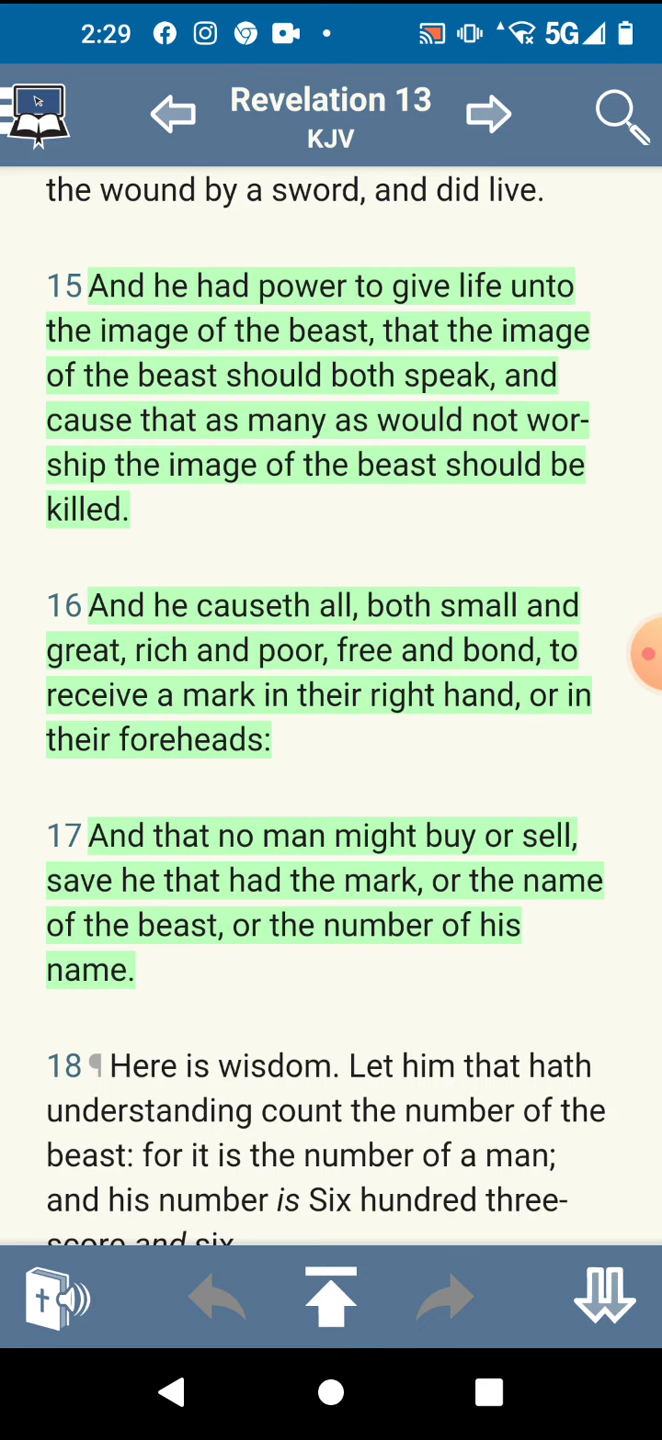 2:29 5G
Revelation 13
KJV
the wound by a sword, and did live.
15 And he had power to give life unto
the image of the beast, that the image
of the beast should both speak, and
cause that as many as would not wor-
ship the image of the beast should be
killed.
16 And he causeth all, both small and
great, rich and poor, free and bond, to
receive a mark in their right hand, or in
their foreheads:
17 And that no man might buy or sell,
save he that had the mark, or the name
of the beast, or the number of his
name.
18 ¶ Here is wisdom. Let him that hath
understanding count the number of the
beast: for it is the number of a man;
and his number is Six hundred three-
score and six